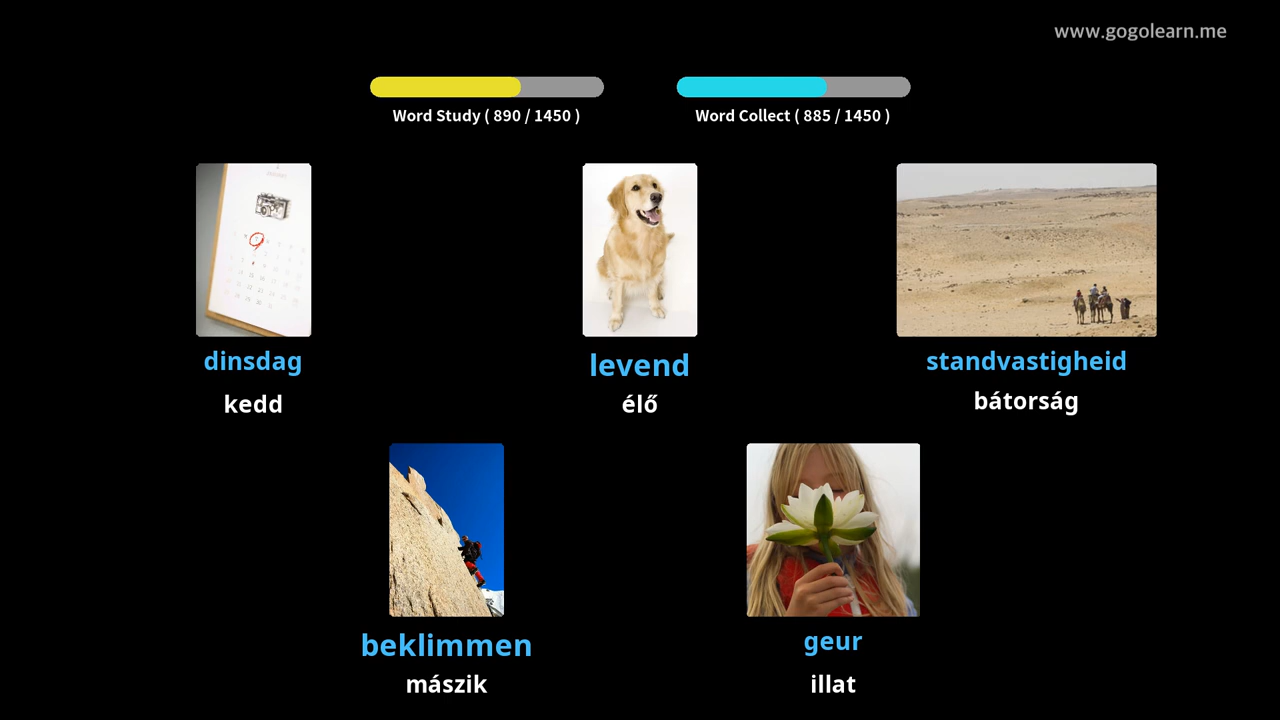 www.gogolearn.me
Word Study ( 890 / 1450 )
Word Collect ( 885 / 1450 )
dinsdag
kedd
levend
élő
standvastigheid
bátorság
beklimmen
mászik
geur
illat